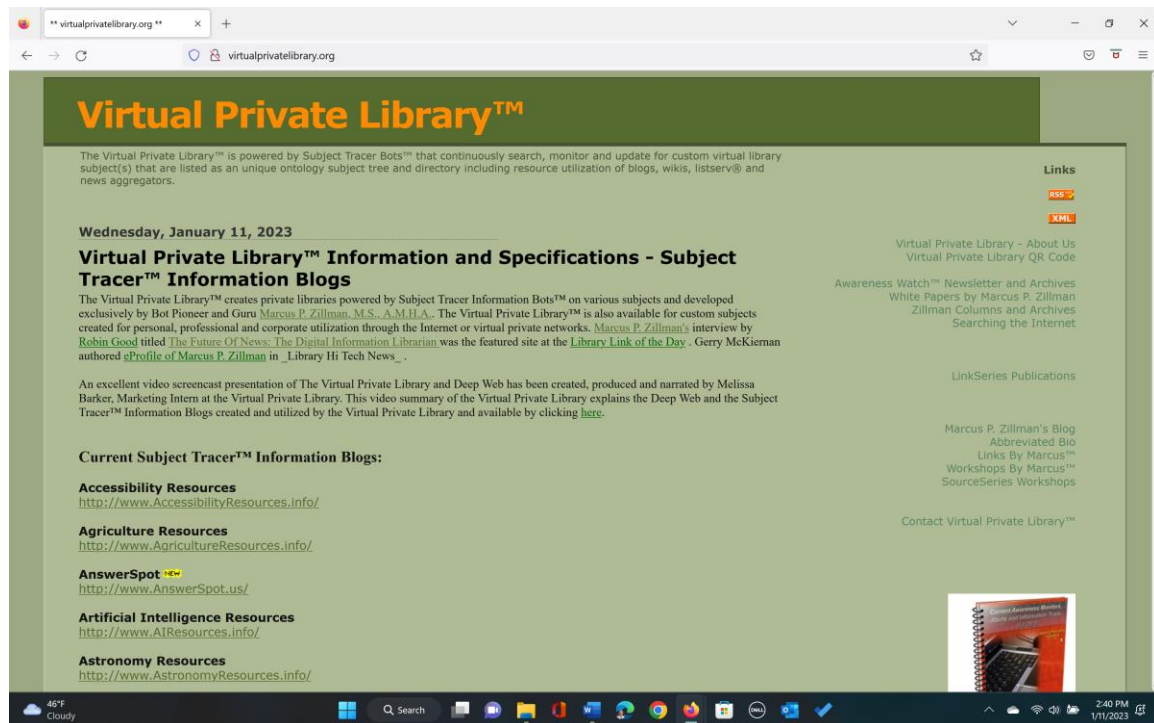 ** virtualprivatelibrary.org **
virtualprivatelibrary.org
Virtual Private Library™
The Virtual Private Library™ is powered by Subject Tracer Bots™ that continuously search, monitor and update for custom virtual library
subject(s) that are listed as an unique ontology subject tree and directory including resource utilization of blogs, wikis, listserv® and
news aggregators.
Wednesday, January 11, 2023
Virtual Private Library™ Information and Specifications - Subject
Tracer™ Information Blogs
The Virtual Private Library™ creates private libraries powered by Subject Tracer Information Bots™ on various subjects and developed
exclusively by Bot Pioneer and Guru Marcus P. Zillman, M.S., A.M.H.A.. The Virtual Private Library™ is also available for custom subjects
created for personal, professional and corporate utilization through the Internet or virtual private networks. Marcus P. Zillman's interview by
Robin Good titled The Future Of News: The Digital Information Librarian was the featured site at the Library Link of the Day . Gerry McKiernan
authored eProfile of Marcus P. Zillman in _Library Hi Tech News_ .
An excellent video screencast presentation of The Virtual Private Library and Deep Web has been created, produced and narrated by Melissa
Barker, Marketing Intern at the Virtual Private Library. This video summary of the Virtual Private Library explains the Deep Web and the Subject
Tracer™ Information Blogs created and utilized by the Virtual Private Library and available by clicking here.
Current Subject Tracer™ Information Blogs:
Accessibility Resources
http://www.AccessibilityResources.info/
Agriculture Resources
http://www.AgricultureResources.info/
AnswerSpot NEW
http://www.AnswerSpot.us/
Artificial Intelligence Resources
http://www.AIResources.info/
Astronomy Resources
http://www.AstronomyResources.info/
Links
RSS
XML
Virtual Private Library - About Us
Virtual Private Library QR Code
Awareness Watch™ Newsletter and Archives
White Papers by Marcus P. Zillman
Zillman Columns and Archives
Searching the Internet
LinkSeries Publications
Marcus P. Zillman's Blog
Abbreviated Bio
Links By Marcus™
Workshops By Marcus™
SourceSeries Workshops
Contact Virtual Private Library™
Current Awareness Monitors,
Alerts and Information Traps
46°F
Cloudy
Search
DELL
2:40 PM
1/11/2023